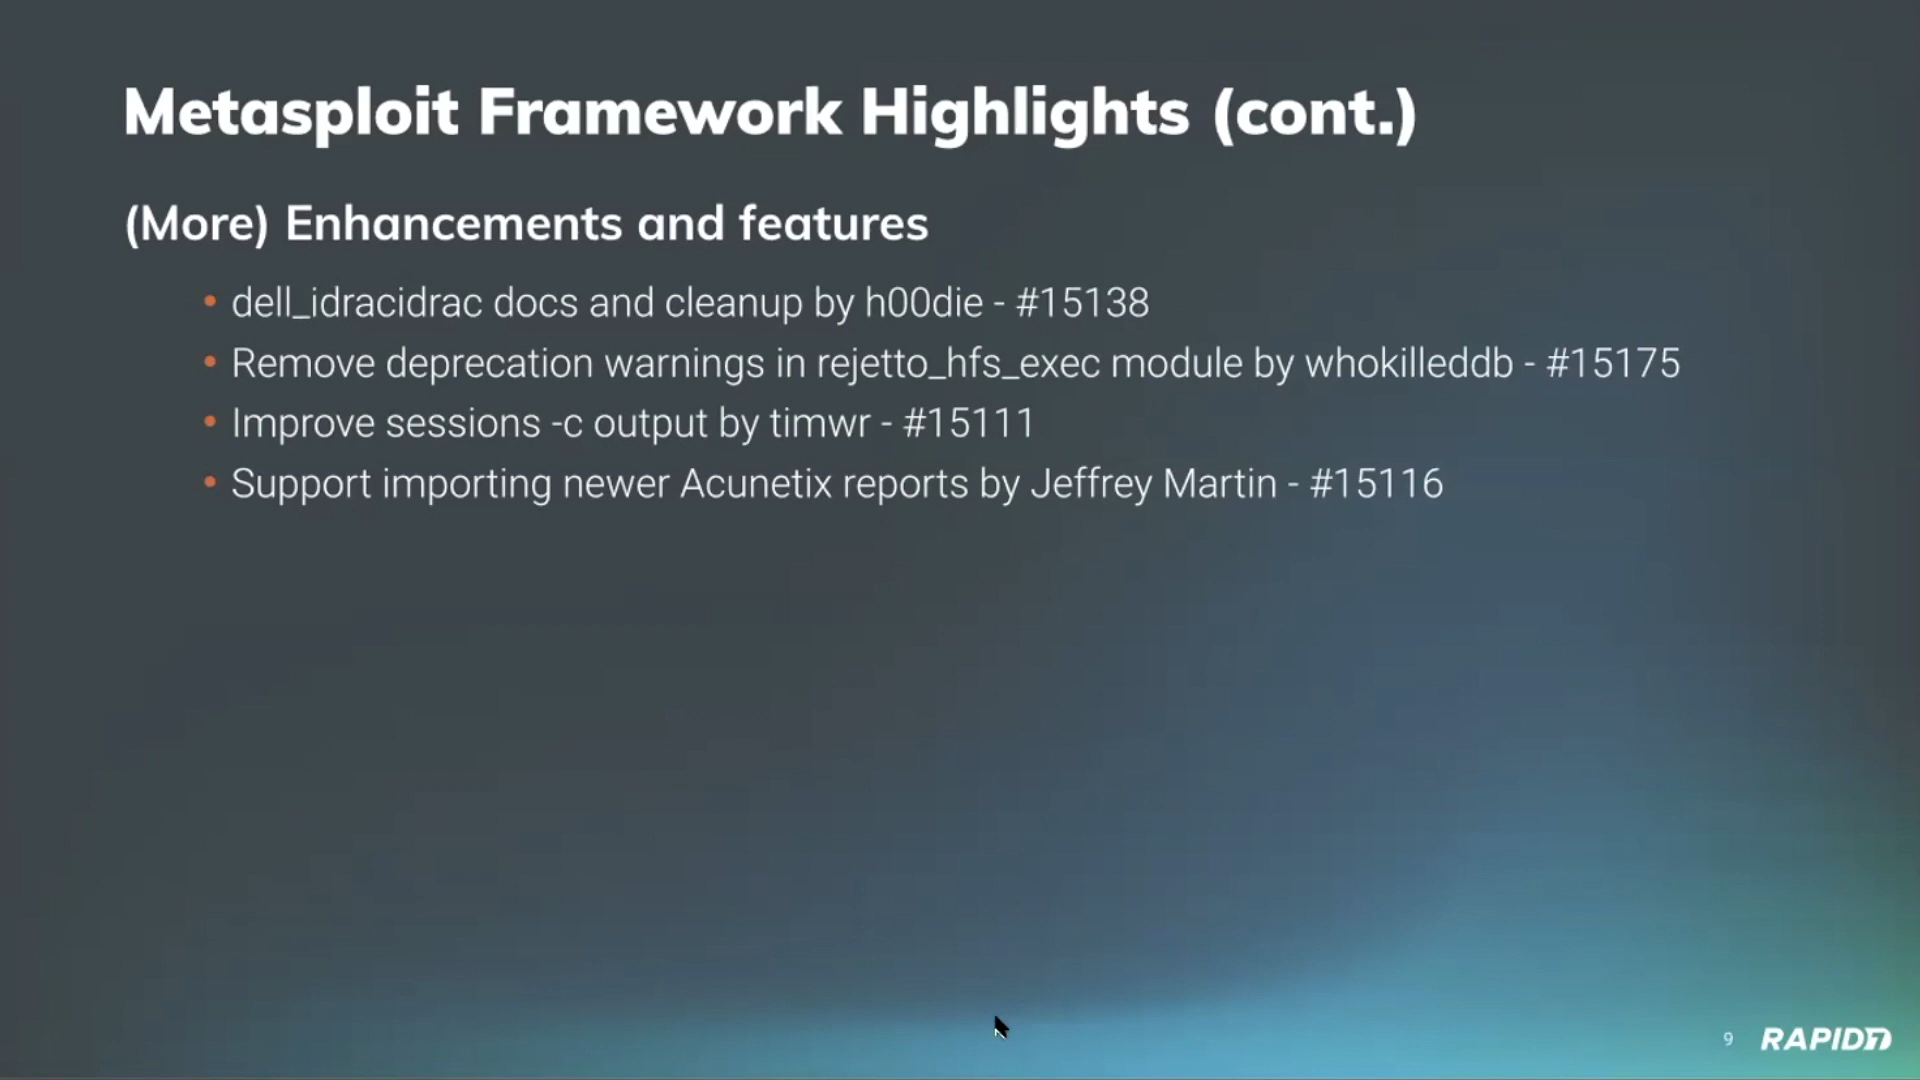 Metasploit Framework Highlights (cont.)
(More) Enhancements and features
• dell_idracidrac docs and cleanup by h00die - #15138
• Remove deprecation warnings in rejetto_hfs_exec module by whokilleddb - #15175
• Improve sessions -c output by timwr - #15111
• Support importing newer Acunetix reports by Jeffrey Martin - #15116
9 RAPID7